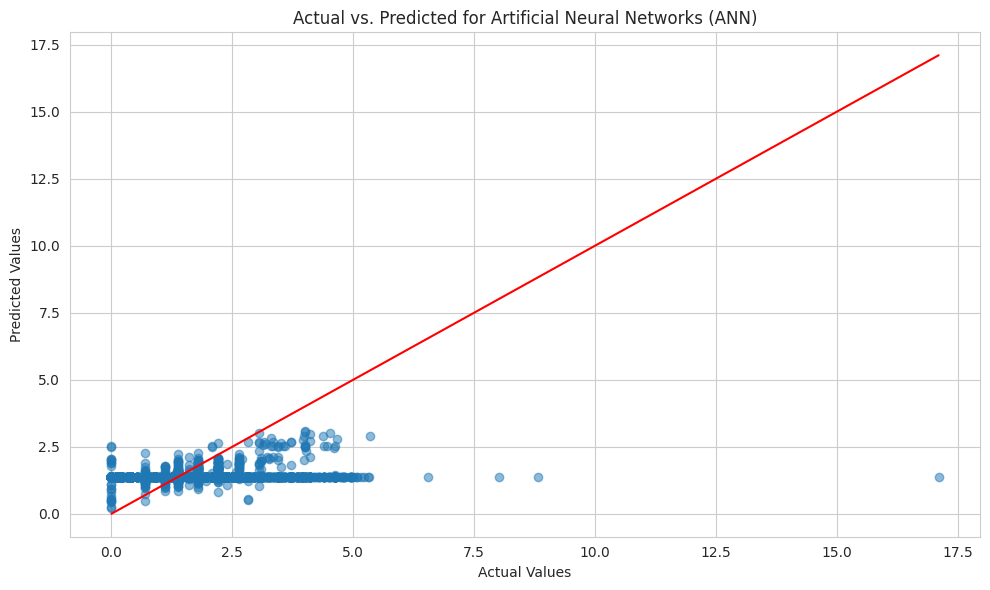 Actual vs. Predicted for Artificial Neural Networks (ANN)
17.5
15.0
12.5
10.0
7.5
5.0
2.5
0.0
Predicted Values
0.0 2.5 5.0 7.5 10.0 12.5 15.0 17.5
Actual Values